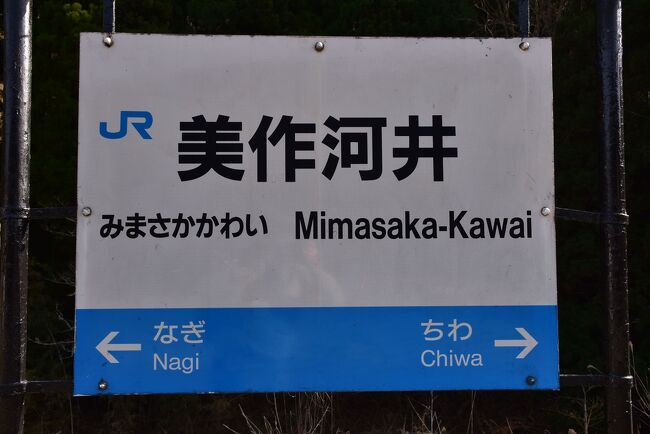 JR 美作河井
みまさかかわい Mimasaka-Kawai
← なぎ ちわ →
Nagi Chiwa